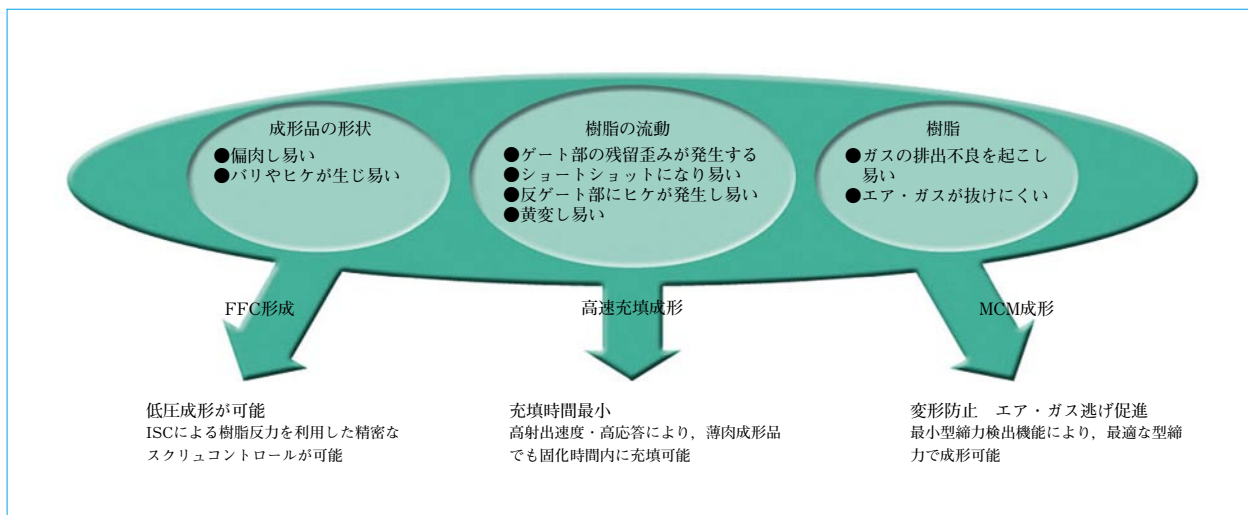 成形品の形状
●偏肉し易い
●バリやヒケが生じ易い
樹脂の流動
●ゲート部の残留歪みが発生する
●ショートショットになり易い
●反ゲート部にヒケが発生し易い
●黄変し易い
樹脂
●ガスの排出不良を起こし
易い
●エア・ガスが抜けにくい
FFC形成
高速充填成形
MCM成形
低圧成形が可能
ISCによる樹脂反力を利用した精密な
スクリュコントロールが可能
充填時間最小
高射出速度・高応答により，薄肉成形品
でも固化時間内に充填可能
変形防止　エア・ガス逃げ促進
最小型締力検出機能により，最適な型締
力で成形可能